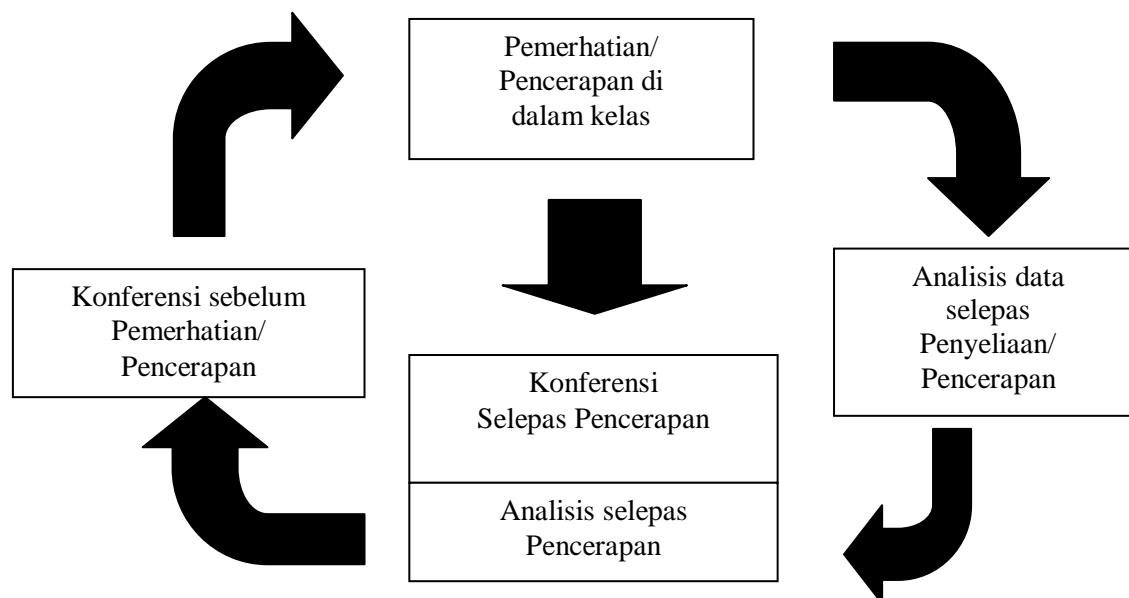 Pemerhatian/
Pencerapan di
dalam kelas
Konferensi sebelum
Pemerhatian/
Pencerapan
Analisis data
selepas
Penyeliaan/
Pencerapan
Konferensi
Selepas Pencerapan
Analisis selepas
Pencerapan